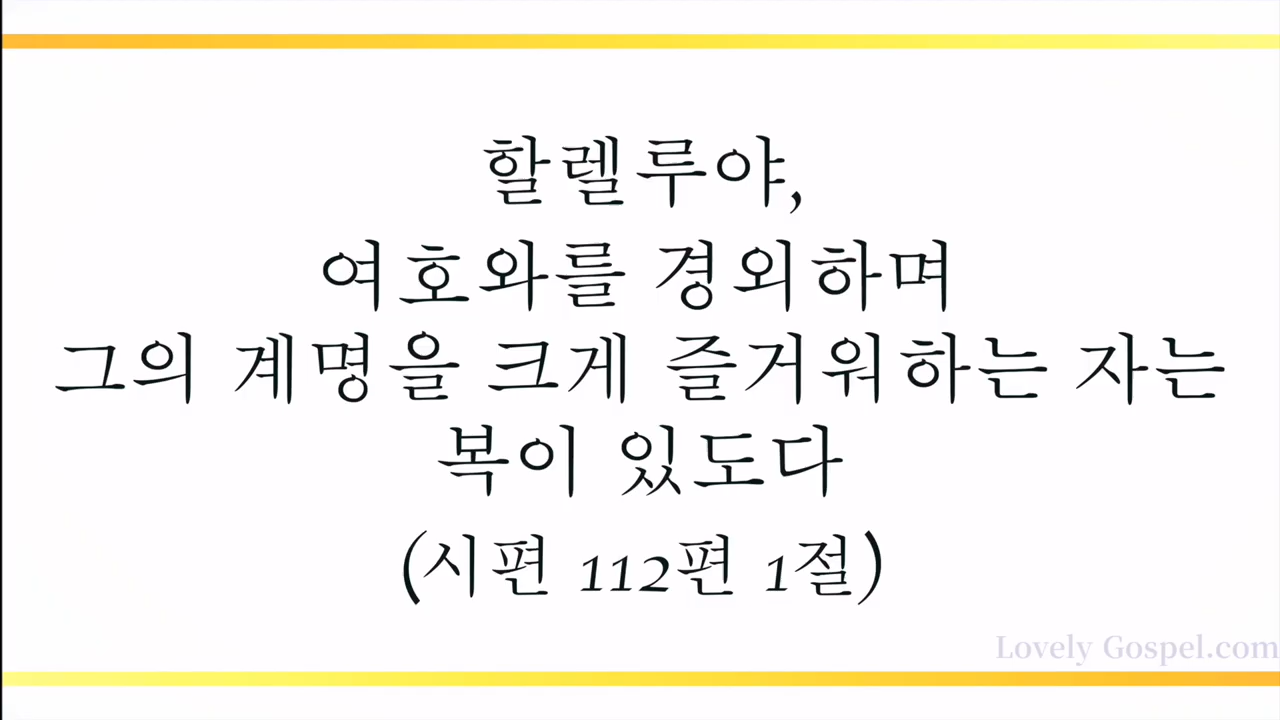 할렐루야,
여호와를 경외하며
그의 계명을 크게 즐거워하는 자는
복이 있도다
(시편 112편 1절)
Lovely Gospel.com